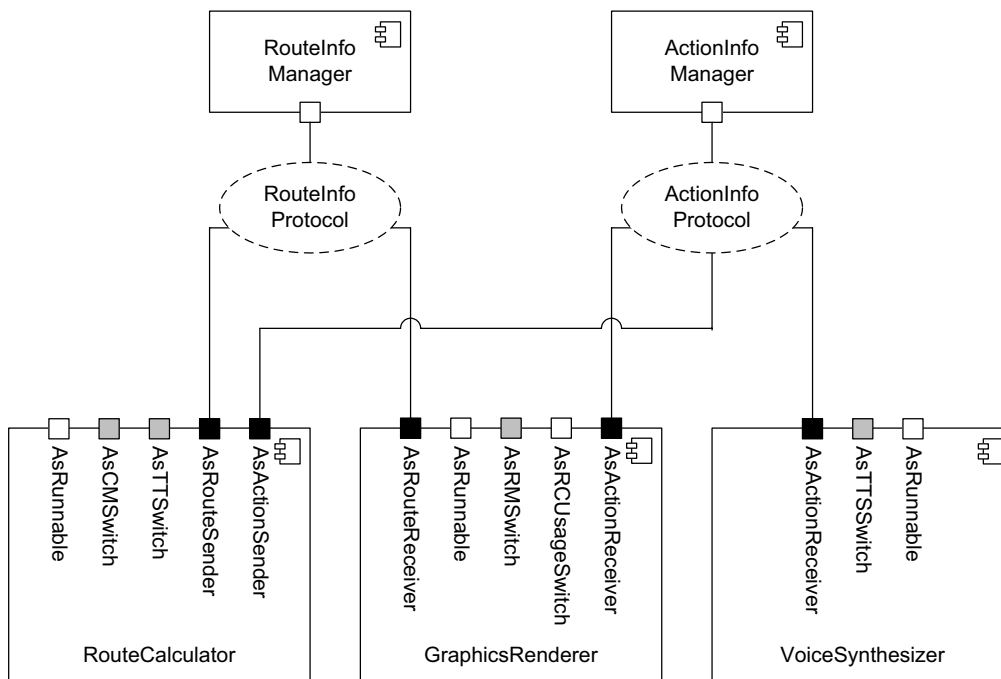 RouteInfo
Manager
ActionInfo
Manager
RouteInfo
Protocol
ActionInfo
Protocol
AsRunnable
AsCMSwitch
AsTTSwitch
AsRouteSender
AsActionSender
AsRouteReceiver
AsRunnable
AsRMSwitch
AsRCUsageSwitch
AsActionReceiver
AsActionReceiver
AsTTSSwitch
AsRunnable
RouteCalculator
GraphicsRenderer
VoiceSynthesizer